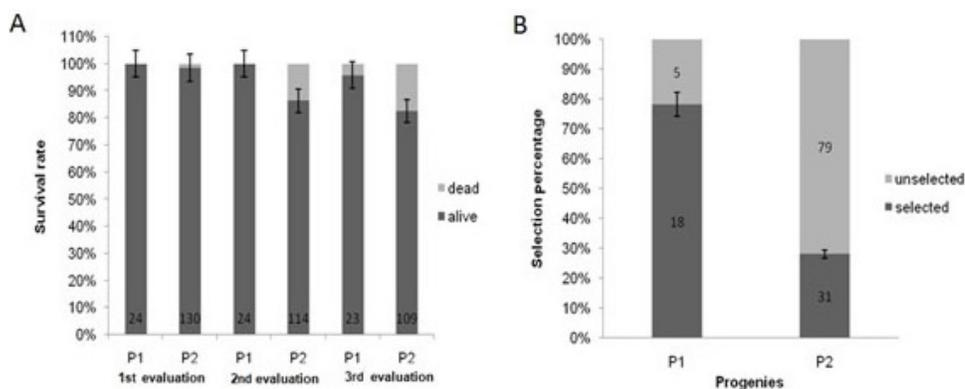 A
110%
100%
90%
80%
70%
60%
50%
40%
30%
20%
10%
0%
Survival rate
24 130 24 114 23 109
P1 P2 P1 P2 P1 P2
1st evaluation 2nd evaluation 3rd evaluation
dead
alive
B
100%
90%
80%
70%
60%
50%
40%
30%
20%
10%
0%
Selection percentage
5
18
79
31
P1 P2
Progenies
unselected
selected